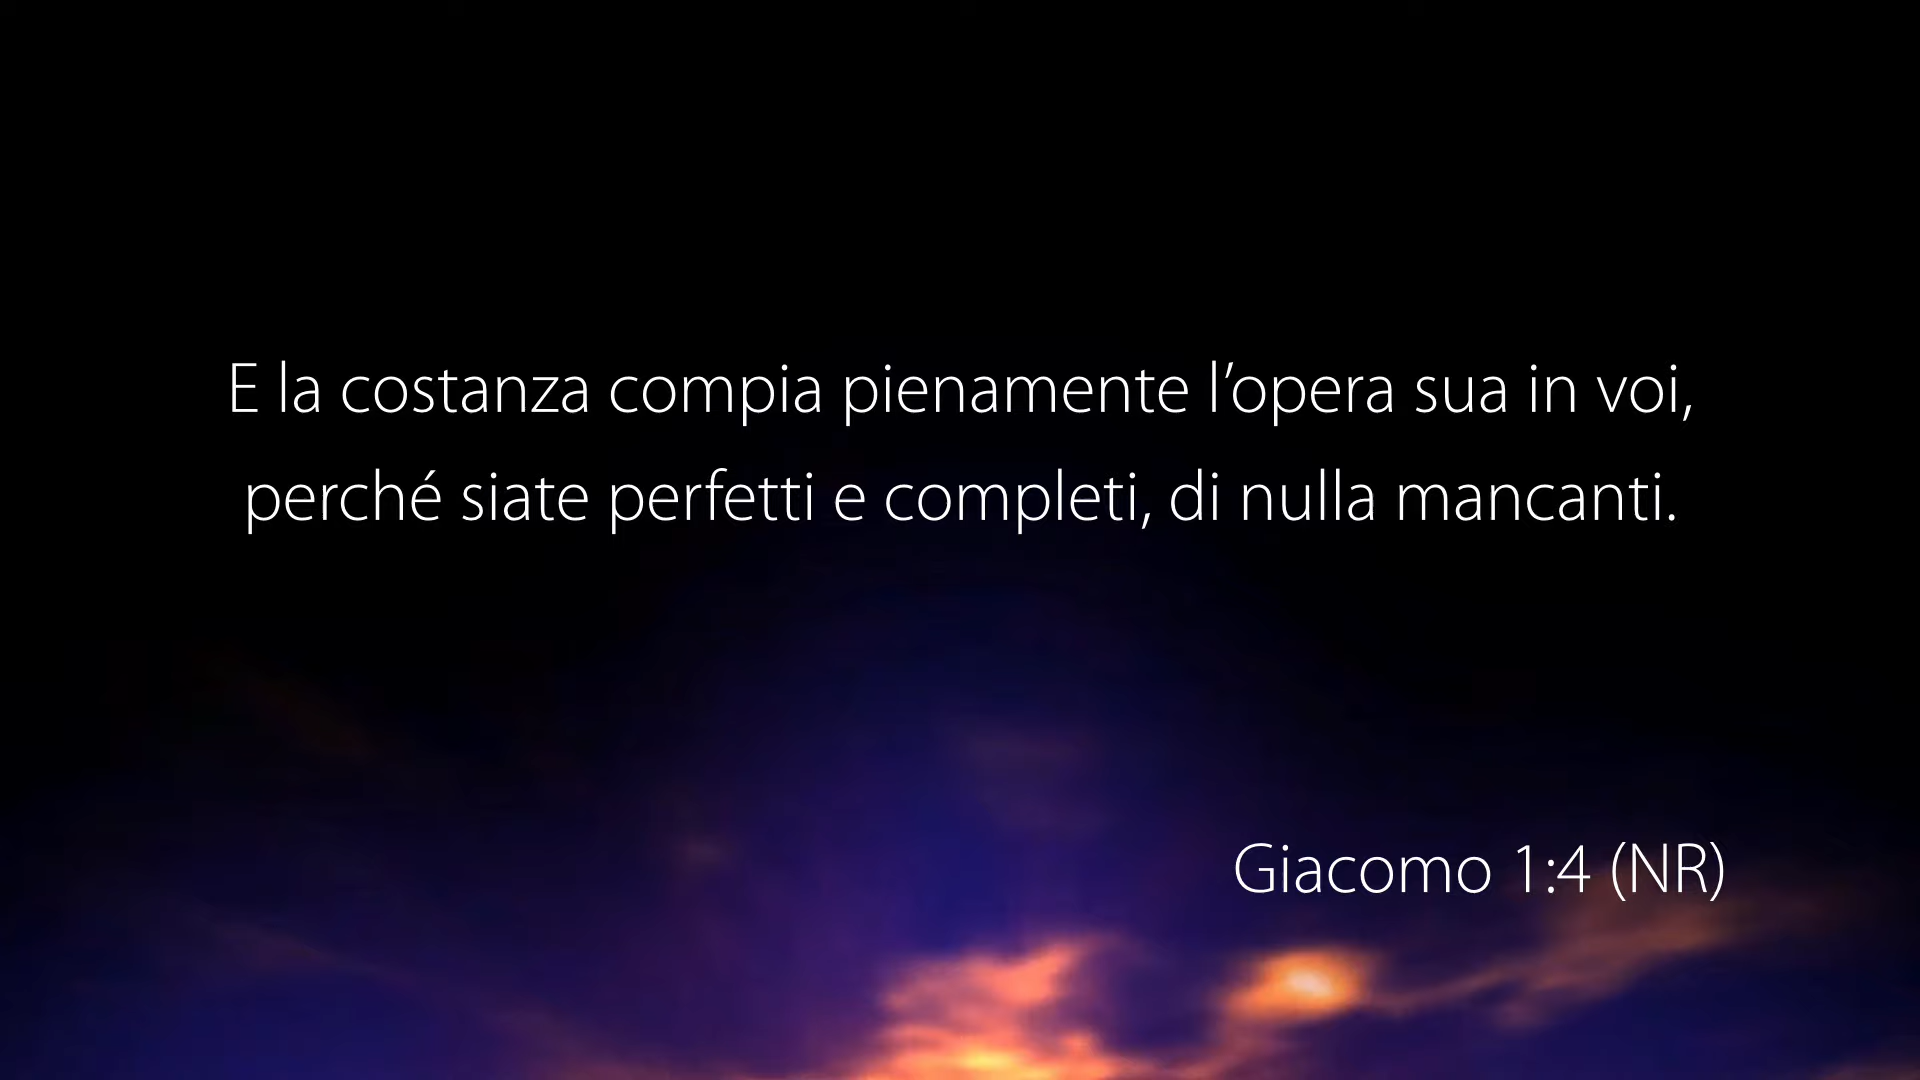 E la costanza compia pienamente l’opera sua in voi,
perché siate perfetti e completi, di nulla mancanti.
Giacomo 1:4 (NR)